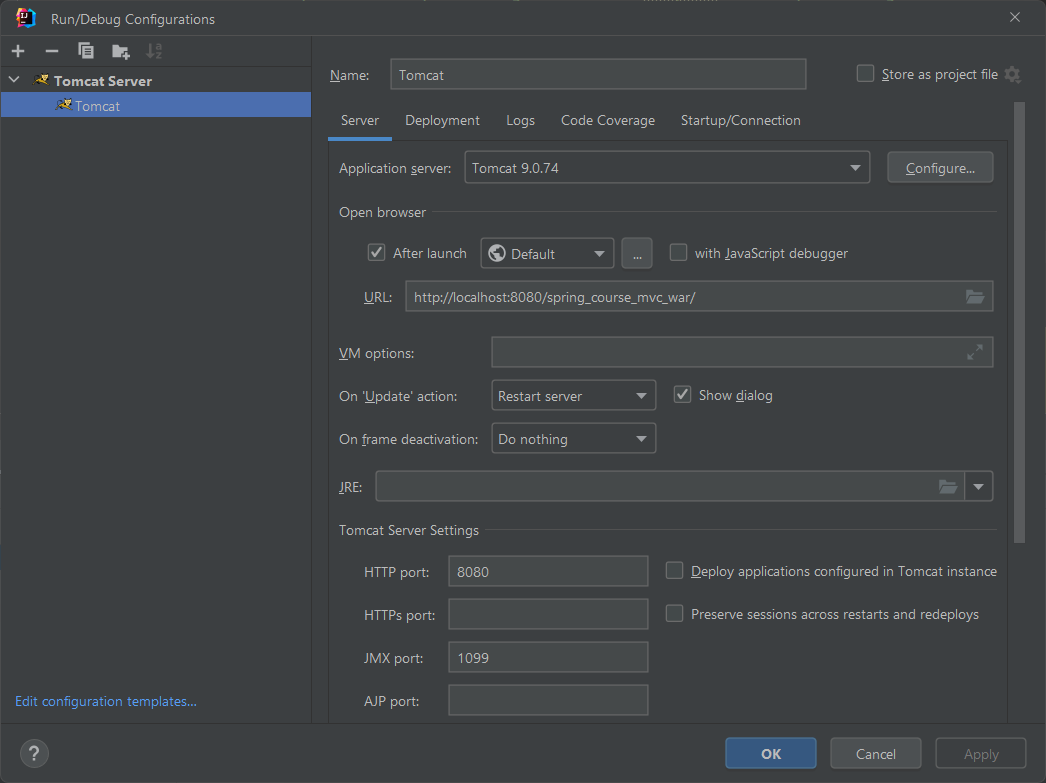 Run/Debug Configurations
Tomcat Server
Tomcat
Edit configuration templates...
Name: Tomcat Store as project file
Server Deployment Logs Code Coverage Startup/Connection
Application server: Tomcat 9.0.74 Configure...
Open browser
After launch Default ... with JavaScript debugger
URL: http://localhost:8080/spring_course_mvc_war/
VM options:
On 'Update' action: Restart server Show dialog
On frame deactivation: Do nothing
JRE:
Tomcat Server Settings
HTTP port: 8080 Deploy applications configured in Tomcat instance
HTTPs port: Preserve sessions across restarts and redeploys
JMX port: 1099
AJP port:
? OK Cancel Apply